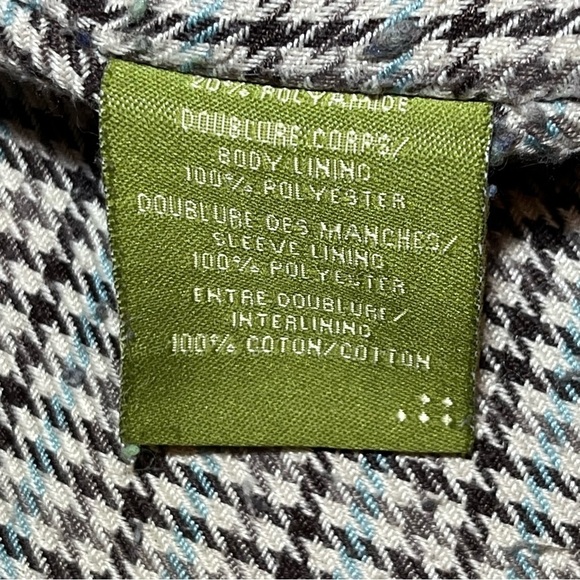 20% POLYAMIDE
DOUBLURE CORPS/
BODY LINING
100% POLYESTER
DOUBLURE DES MANCHES/
SLEEVE LINING
100% POLYESTER
ENTRE DOUBLURE/
INTERLINING
100% COTON/COTTON